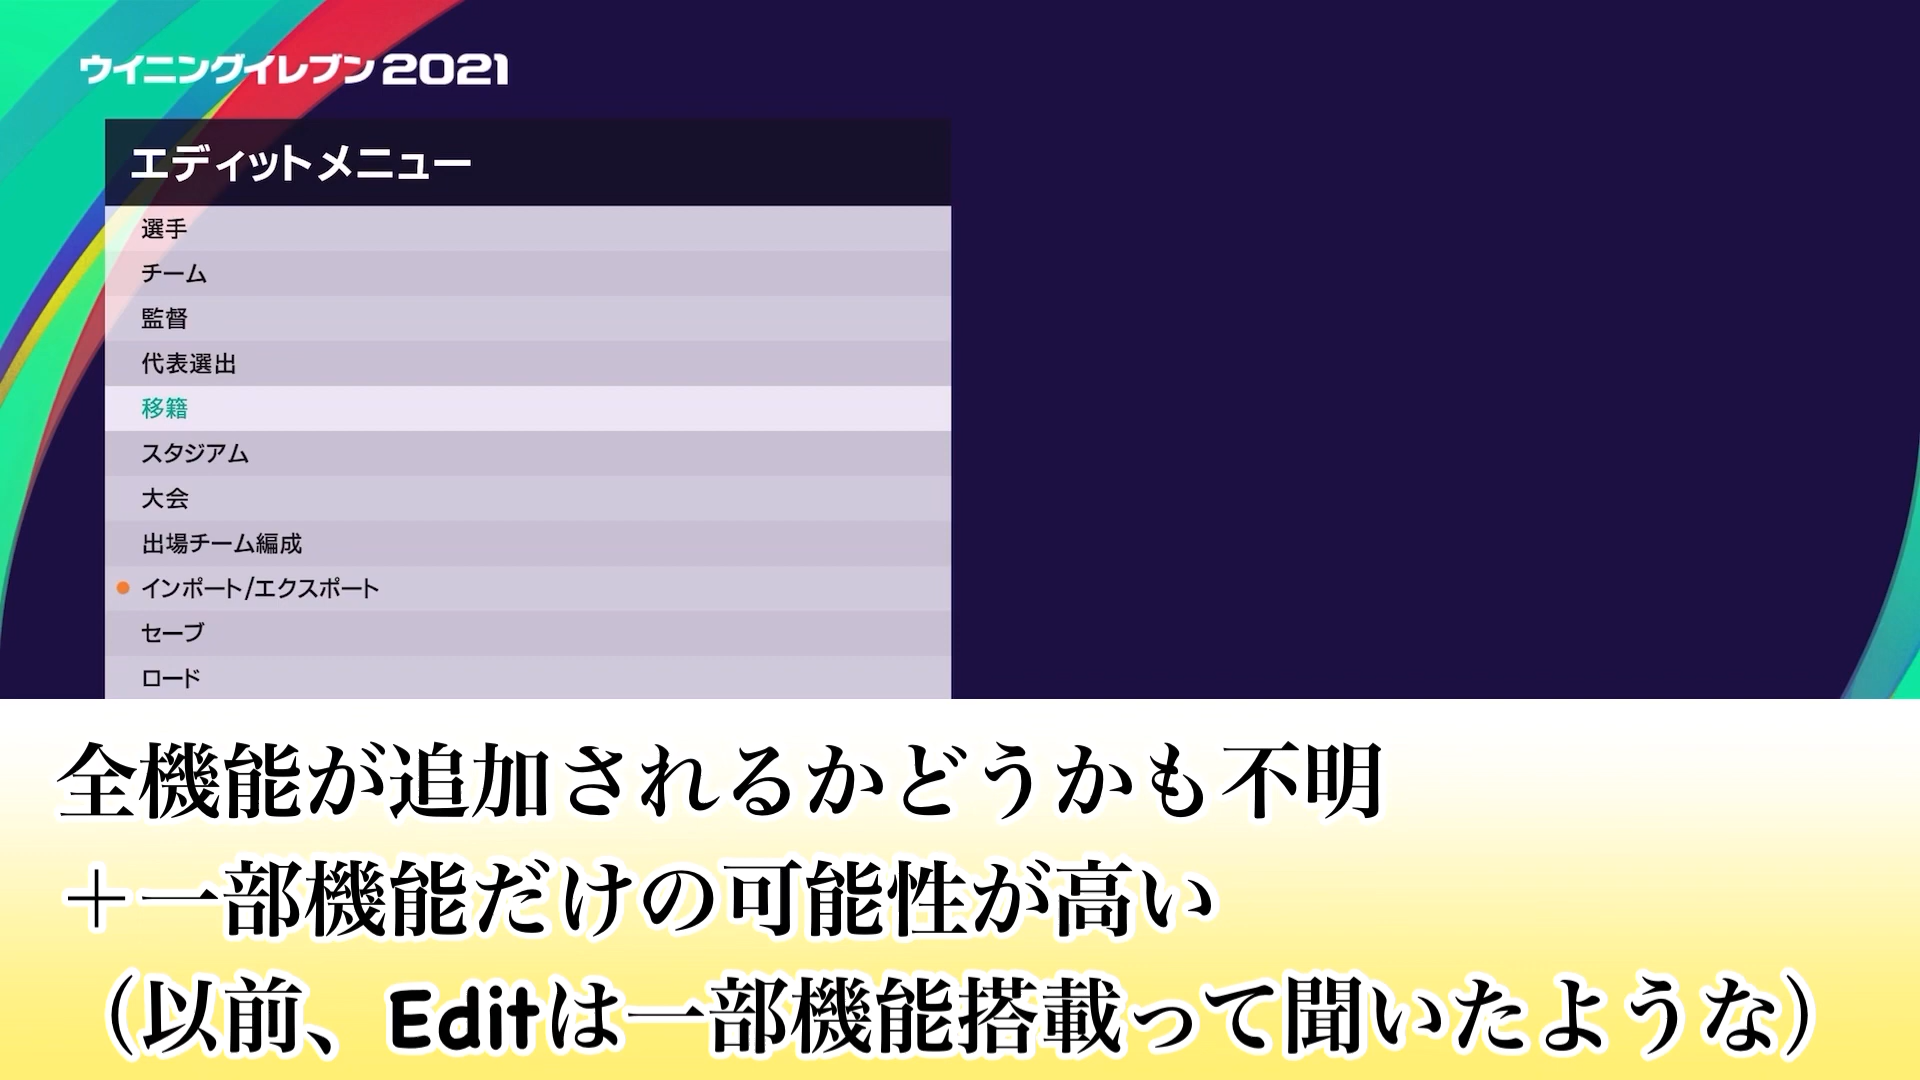 ウイニングイレブン 2021
エディットメニュー
選手
チーム
監督
代表選出
移籍
スタジアム
大会
出場チーム編成
インポート/エクスポート
セーブ
ロード
全機能が追加されるかどうかも不明
＋一部機能だけの可能性が高い
（以前、Editは一部機能搭載って聞いたような）